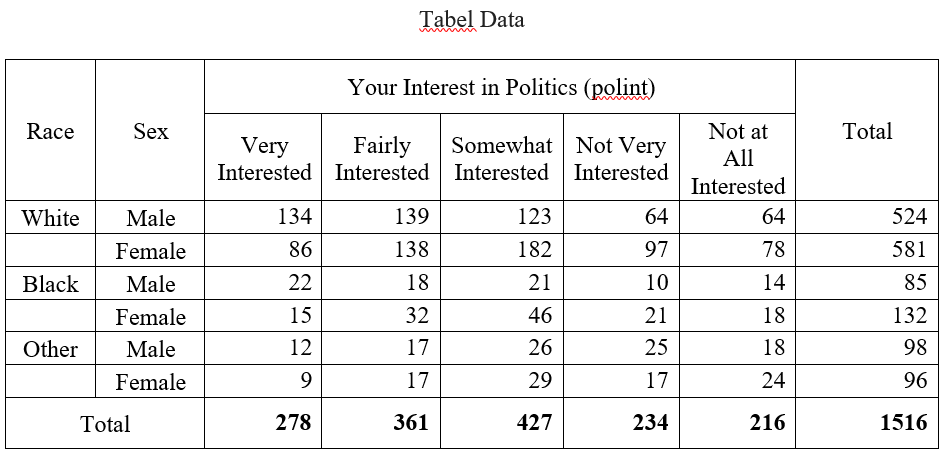 Tabel Data
Race Sex Your Interest in Politics (polint) Total
Very Interested Fairly Interested Somewhat Interested Not Very Interested Not at All Interested
White Male 134 139 123 64 64 524
Female 86 138 182 97 78 581
Black Male 22 18 21 10 14 85
Female 15 32 46 21 18 132
Other Male 12 17 26 25 18 98
Female 9 17 29 17 24 96
Total 278 361 427 234 216 1516